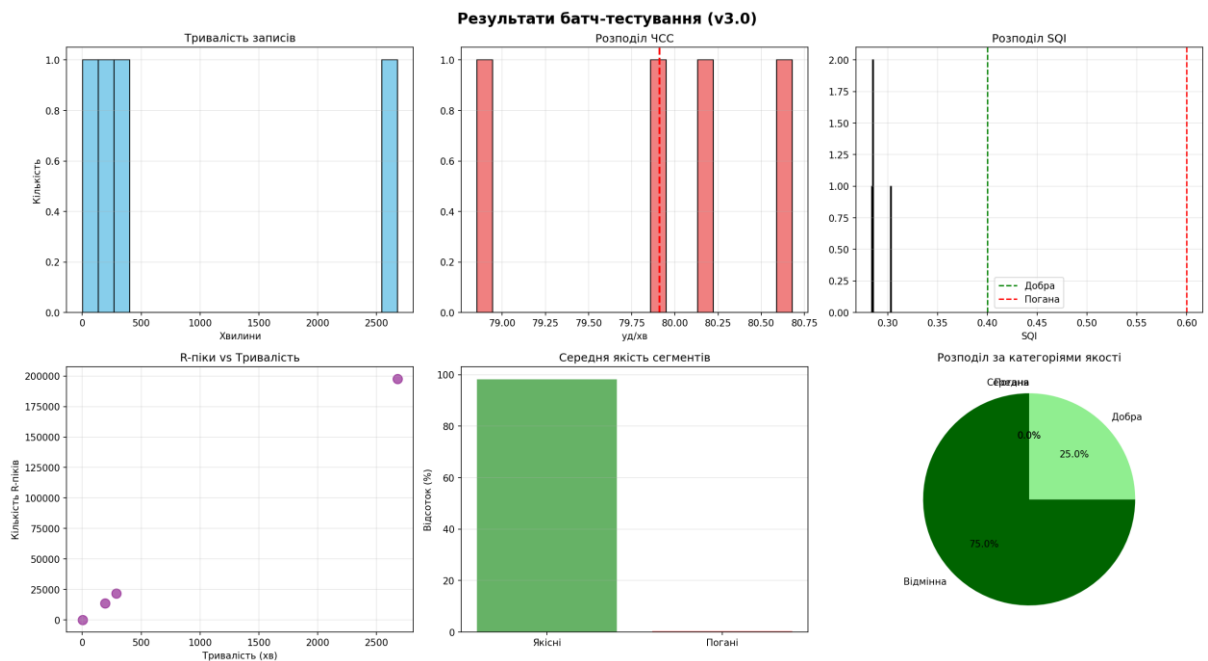 Результати батч-тестування (v3.0)
Тривалість записів
Кількість
1.0
0.8
0.6
0.4
0.2
0.0
0 500 1000 1500 2000 2500
Хвилини
Розподіл ЧСС
1.0
0.8
0.6
0.4
0.2
0.0
79.00 79.25 79.50 79.75 80.00 80.25 80.50 80.75
уд/хв
Розподіл SQI
2.00
1.75
1.50
1.25
1.00
0.75
0.50
0.25
0.00
Добра
Погана
0.30 0.35 0.40 0.45 0.50 0.55 0.60
SQI
R-піки vs Тривалість
Кількість R-піків
200000
175000
150000
125000
100000
75000
50000
25000
0
0 500 1000 1500 2000 2500
Тривалість (хв)
Середня якість сегментів
Відсоток (%)
100
80
60
40
20
0
Якісні Погані
Розподіл за категоріями якості
Добра
25.0%
0.0%
75.0%
Відмінна